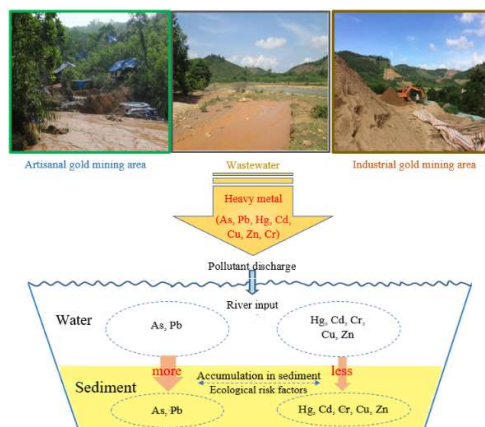 Artisanal gold mining area
Wastewater
Industrial gold mining area
Heavy metal
(As, Pb, Hg, Cd,
Cu, Zn, Cr)
Pollutant discharge
River input
Water
As, Pb
Hg, Cd, Cr,
Cu, Zn
more
Accumulation in sediment
less
Sediment
Ecological risk factors
As, Pb
Hg, Cd, Cr, Cu, Zn